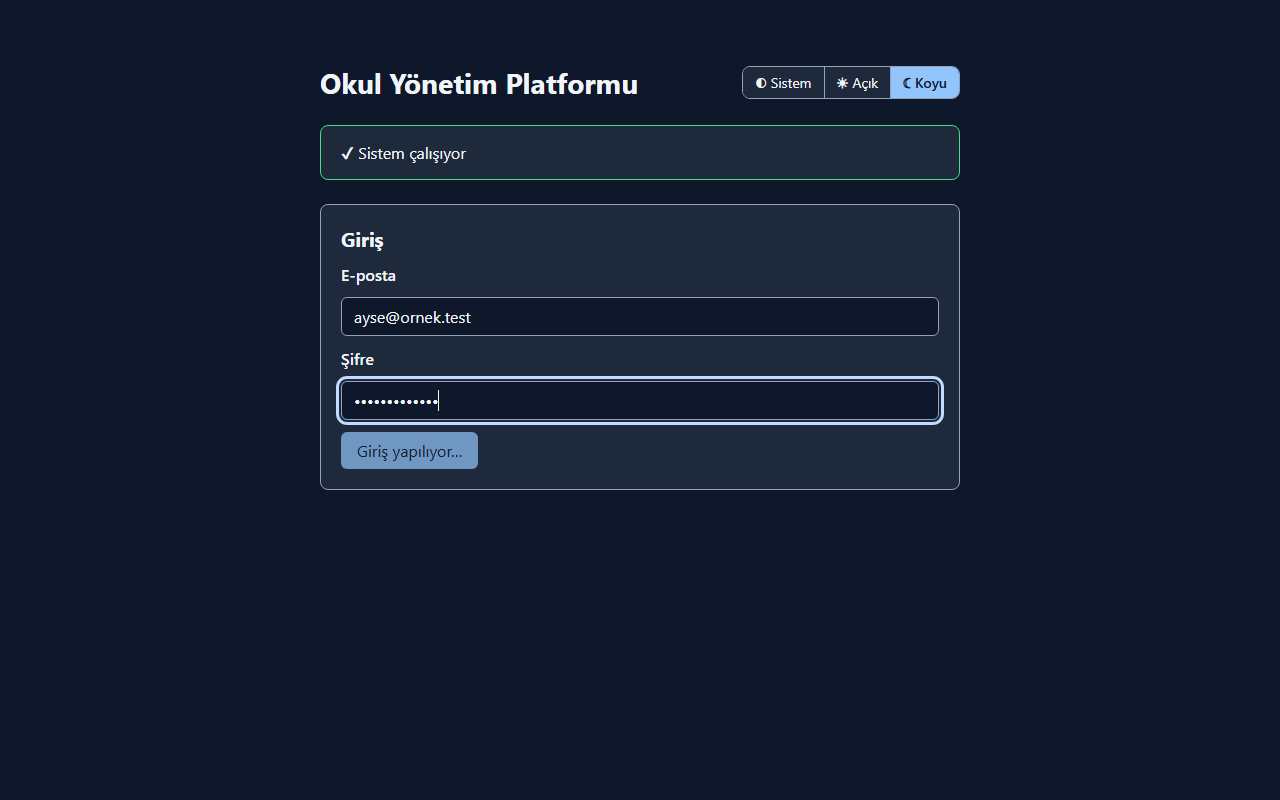 Okul Yönetim Platformu
◐ Sistem ☀ Açık ☾ Koyu
✓ Sistem çalışıyor
Giriş
E-posta
ayse@ornek.test
Şifre
•••••••••••••
Giriş yapılıyor...